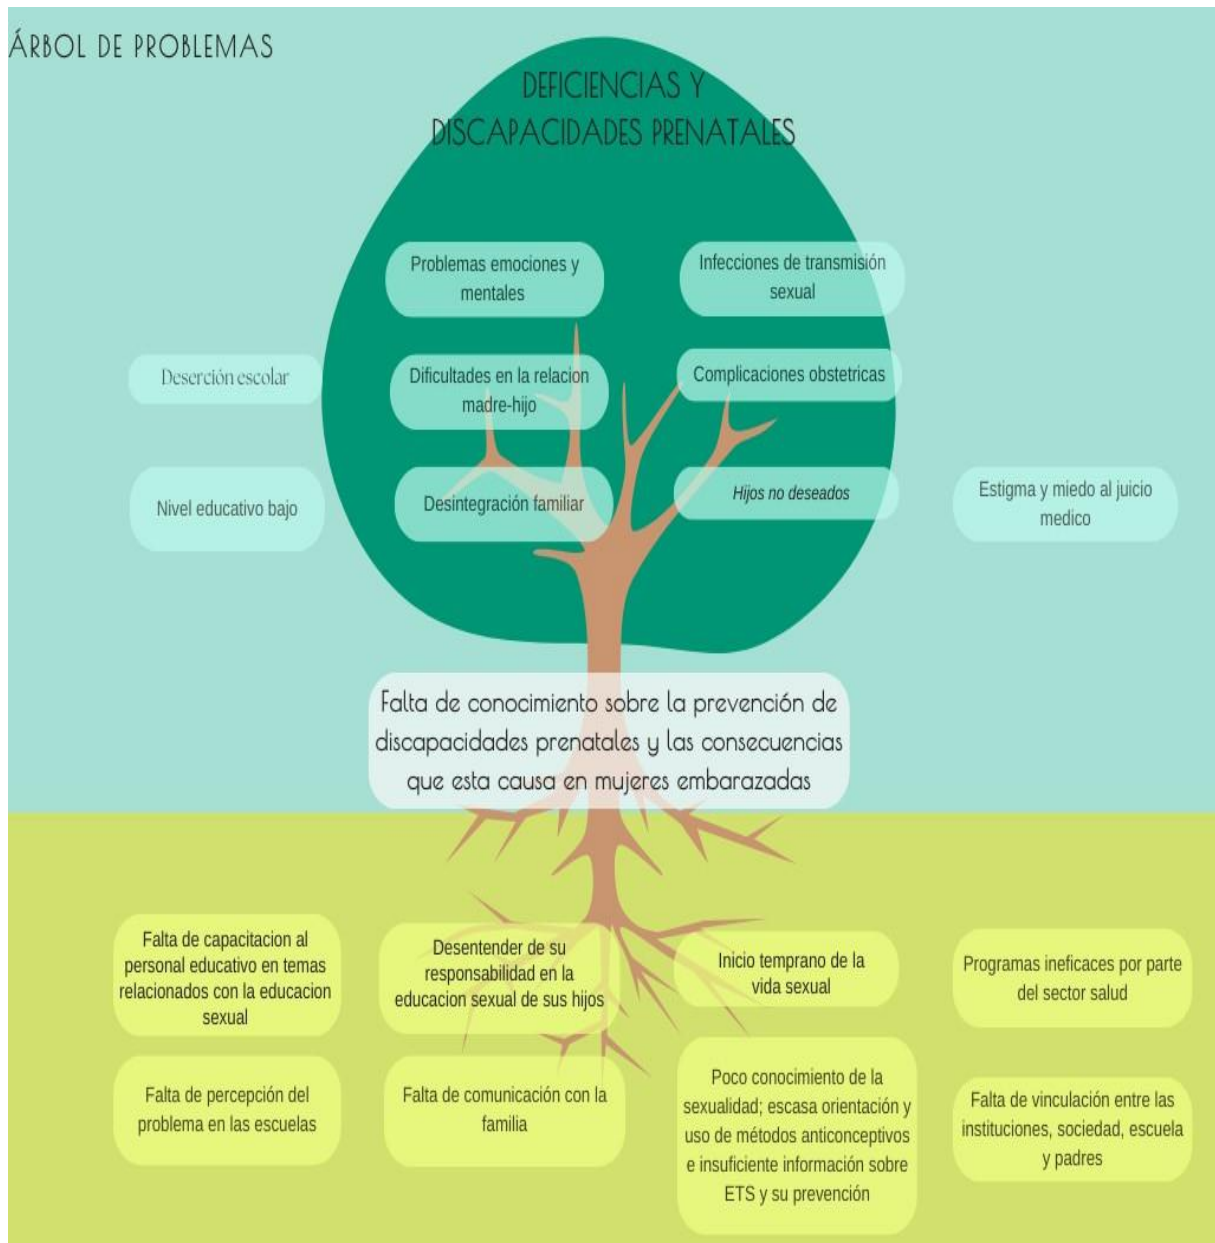 ÁRBOL DE PROBLEMAS
DEFICIENCIAS Y
DISCAPACIDADES PRENATALES
Problemas emociones y
mentales
Infecciones de transmisión
sexual
Deserción escolar
Dificultades en la relacion
madre-hijo
Complicaciones obstetricas
Nivel educativo bajo
Desintegración familiar
Hijos no deseados
Estigma y miedo al juicio
medico
Falta de conocimiento sobre la prevención de
discapacidades prenatales y las consecuencias
que esta causa en mujeres embarazadas
Falta de capacitacion al
personal educativo en temas
relacionados con la educacion
sexual
Desentender de su
responsabilidad en la
educacion sexual de sus hijos
Inicio temprano de la
vida sexual
Programas ineficaces por parte
del sector salud
Falta de percepción del
problema en las escuelas
Falta de comunicación con la
familia
Poco conocimiento de la
sexualidad; escasa orientación y
uso de métodos anticonceptivos
e insuficiente información sobre
ETS y su prevención
Falta de vinculación entre las
instituciones, sociedad, escuela
y padres